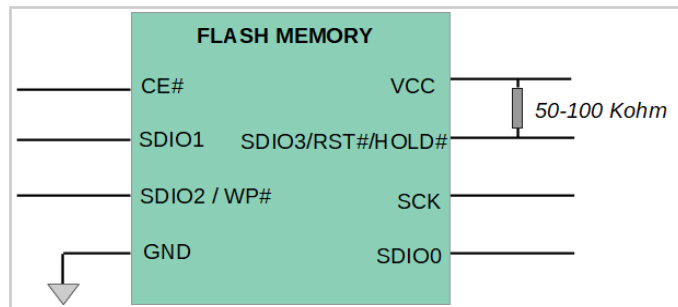 FLASH MEMORY
CE#
VCC
50-100 Kohm
SDIO1
SDIO3/RST#/HOLD#
SDIO2 / WP#
SCK
GND
SDIO0